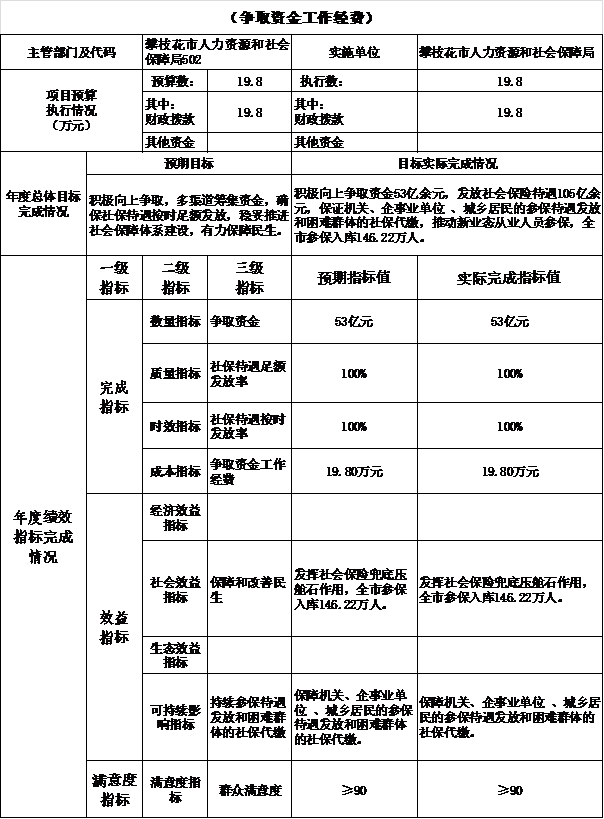 （争取资金工作经费）
主管部门及代码
攀枝花市人力资源和社会
保障局502
实施单位
攀枝花市人力资源和社会保障局
项目预算
执行情况
（万元）
预算数：
19.8
执行数：
19.8
其中：
财政拨款
19.8
其中：
财政拨款
19.8
其他资金
其他资金
年度总体目标
完成情况
预期目标
目标实际完成情况
积极向上争取，多渠道筹集资金，确
保社保待遇按时足额发放，稳妥推进
社会保障体系建设，有力保障民生。
积极向上争取资金53亿余元，发放社会保险待遇105亿余
元，保证机关、企事业单位 、城乡居民的参保待遇发放
和困难群体的社保代缴，推动新业态从业人员参保，全
市参保入库146.22万人。
年度绩效
指标完成
情况
一级
指标
二级
指标
三级
指标
预期指标值
实际完成指标值
完成
指标
数量指标
争取资金
53亿元
53亿元
质量指标
社保待遇足额
发放率
100%
100%
时效指标
社保待遇按时
发放率
100%
100%
成本指标
争取资金工作
经费
19.80万元
19.80万元
效益
指标
经济效益
指标
社会效益
指标
保障和改善民
生
发挥社会保险兜底压
舱石作用，全市参保
入库146.22万人。
发挥社会保险兜底压舱石作用，
全市参保入库146.22万人。
生态效益
指标
可持续影
响指标
持续参保待遇
发放和困难群
体的社保代缴
保障机关、企事业单
位 、城乡居民的参保
待遇发放和困难群体
的社保代缴。
保障机关、企事业单位 、城乡居
民的参保待遇发放和困难群体的
社保代缴。
满意度
指标
满意度指
标
群众满意度
≥90
≥90